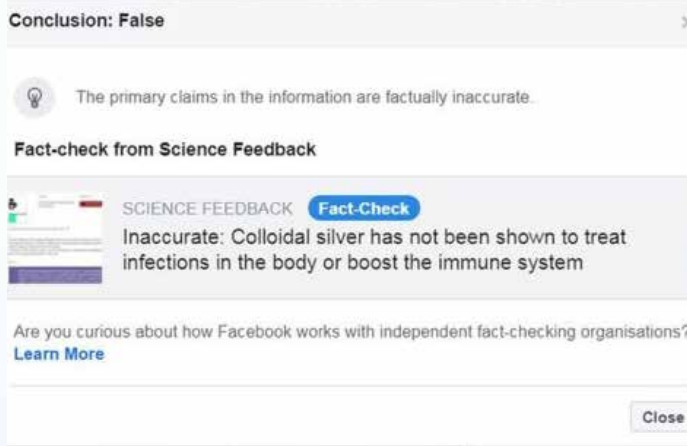 Conclusion: False
The primary claims in the information are factually inaccurate.
Fact-check from Science Feedback
SCIENCE FEEDBACK Fact-Check
Inaccurate: Colloidal silver has not been shown to treat
infections in the body or boost the immune system
Are you curious about how Facebook works with independent fact-checking organisations?
Learn More
Close